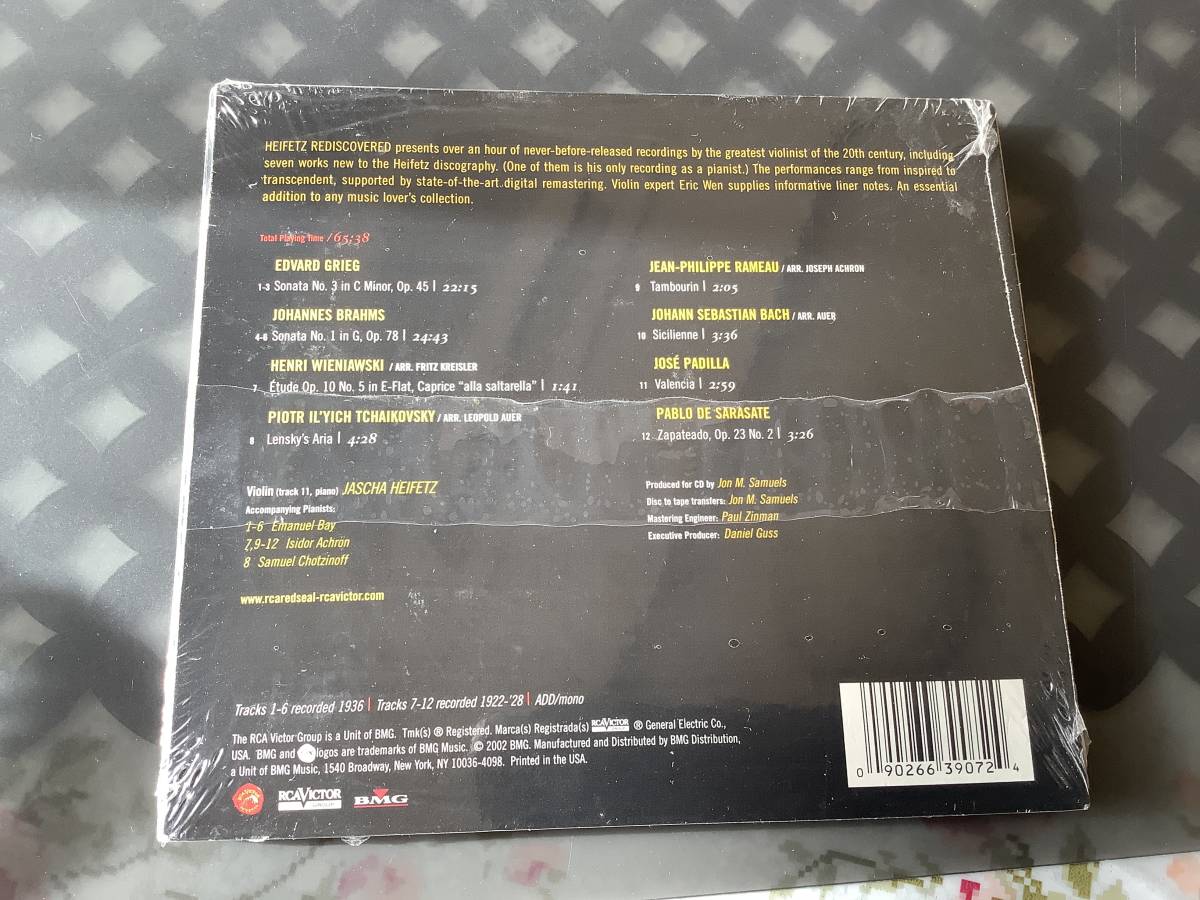 HEIFETZ REDISCOVERED presents over an hour of never-before-released recordings by the greatest violinist of the 20th century, including
seven works new to the Heifetz discography. (One of them is his only recording as a pianist.) The performances range from inspired to
transcendent, supported by state-of-the-art digital remastering. Violin expert Eric Wen supplies informative liner notes. An essential
addition to any music lover's collection.
Total Playing Time / 65:38
EDVARD GRIEG
1-3 Sonata No. 3 in C Minor, Op. 45 | 22:15
JOHANNES BRAHMS
4-6 Sonata No. 1 in G, Op. 78 | 24:43
HENRI WIENIAWSKI / ARR. FRITZ KREISLER
7 Étude Op. 10 No. 5 in E-Flat, Caprice "alla saltarella" | 1:41
PIOTR IL'YICH TCHAIKOVSKY / ARR. LEOPOLD AUER
8 Lensky's Aria | 4:28
JEAN-PHILIPPE RAMEAU / ARR. JOSEPH ACHRON
9 Tambourin | 2:05
JOHANN SEBASTIAN BACH / ARR. AUER
10 Sicilienne | 3:36
JOSÉ PADILLA
11 Valencia | 2:59
PABLO DE SARASATE
12 Zapateado, Op. 23 No. 2 | 3:26
Violin (track 11, piano) JASCHA HEIFETZ
Accompanying Pianists:
1-6 Emanuel Bay
7,9-12 Isidor Achron
8 Samuel Chotzinoff
Produced for CD by Jon M. Samuels
Disc to tape transfers: Jon M. Samuels
Mastering Engineer: Paul Zinman
Executive Producer: Daniel Guss
www.rcaredseal-rcavictor.com
Tracks 1-6 recorded 1936 | Tracks 7-12 recorded 1922-'28 | ADD/mono
The RCA Victor Group is a Unit of BMG. Tmk(s) ® Registered. Marca(s) Registrada(s) RCA VICTOR ® General Electric Co.,
USA. BMG and logos are trademarks of BMG Music. © 2002 BMG. Manufactured and Distributed by BMG Distribution,
a Unit of BMG Music, 1540 Broadway, New York, NY 10036-4098. Printed in the USA.
RCA VICTOR
GROUP
BMG
0 90266 39072 4